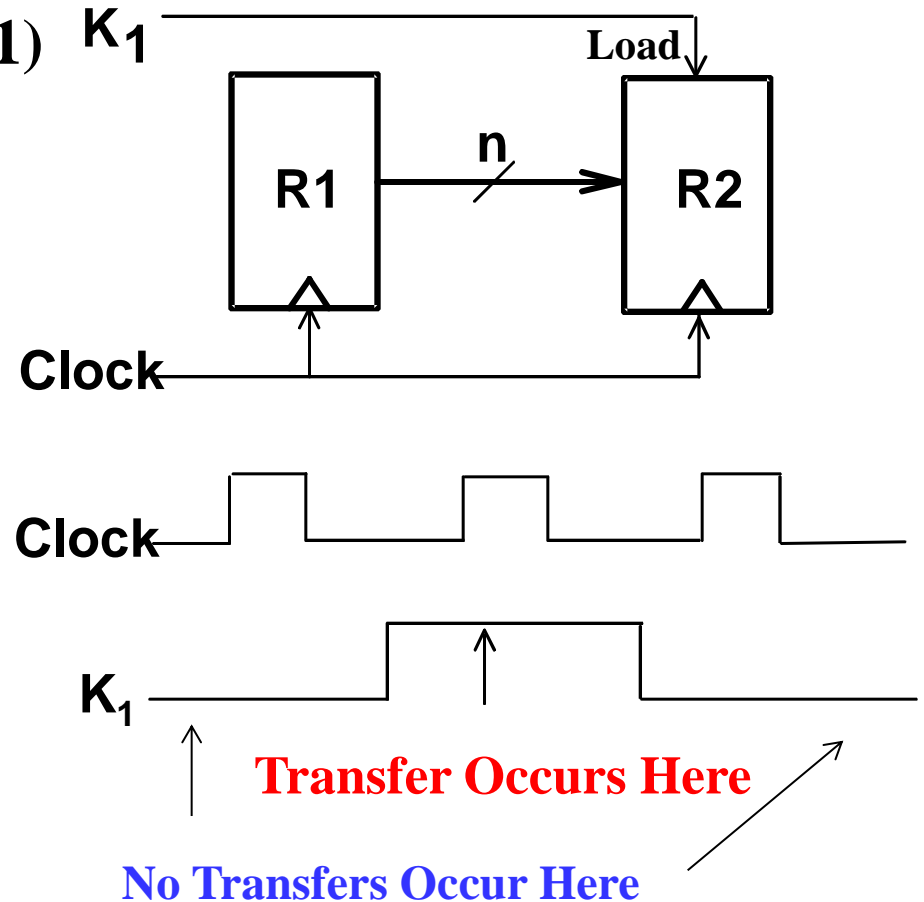 1) K1
Load
R1
n
R2
Clock
Clock
K1
Transfer Occurs Here
No Transfers Occur Here